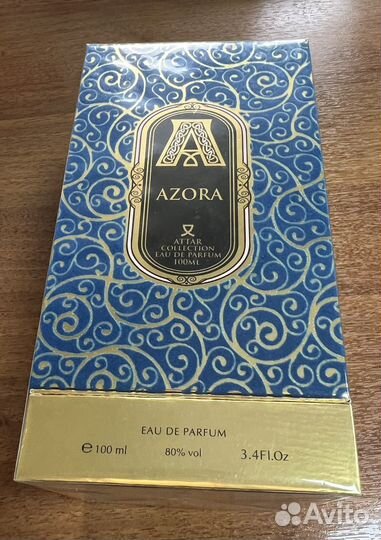 A
AZORA
ATTAR
COLLECTION
EAU DE PARFUM
100ML
EAU DE PARFUM
e 100 ml 80% vol 3.4Fl.Oz
Avito